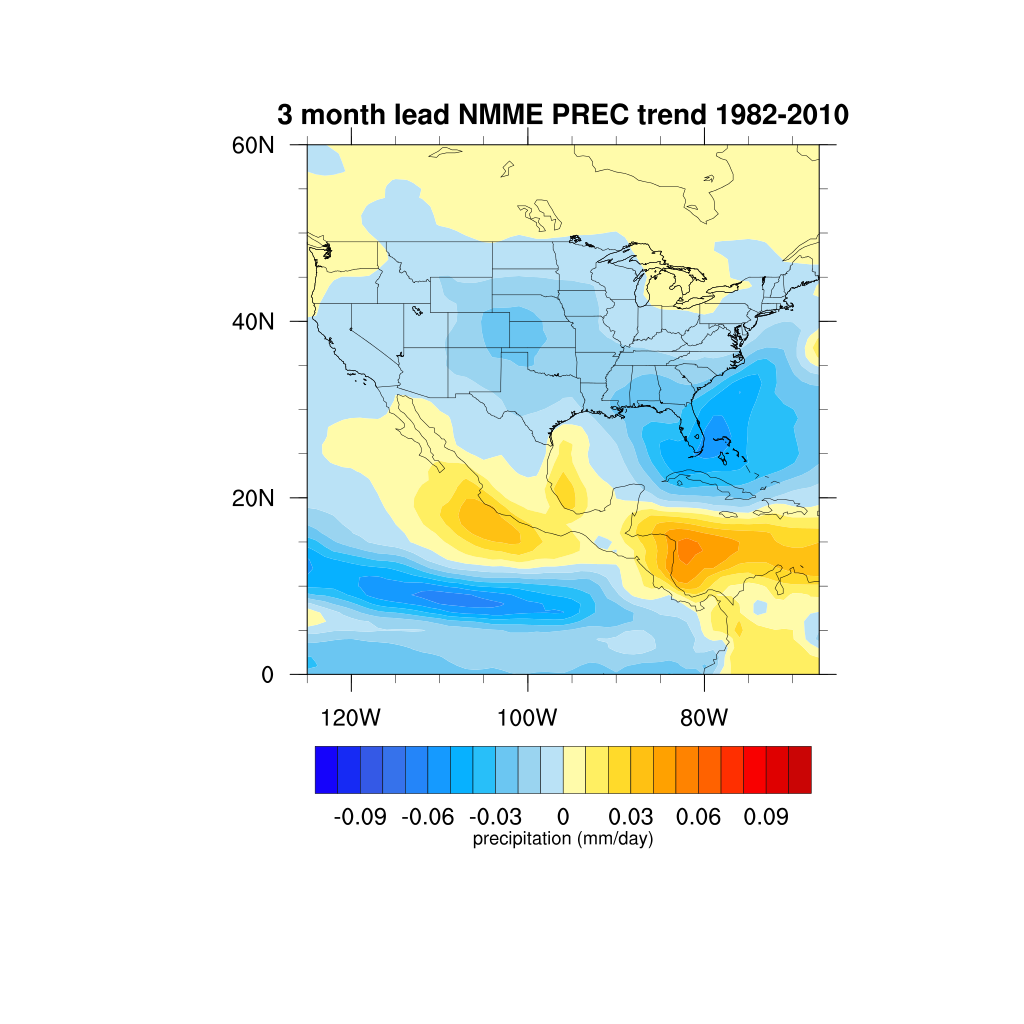 3 month lead NMME PREC trend 1982-2010
60N
40N
20N
0
120W 100W 80W
-0.09 -0.06 -0.03 0 0.03 0.06 0.09
precipitation (mm/day)